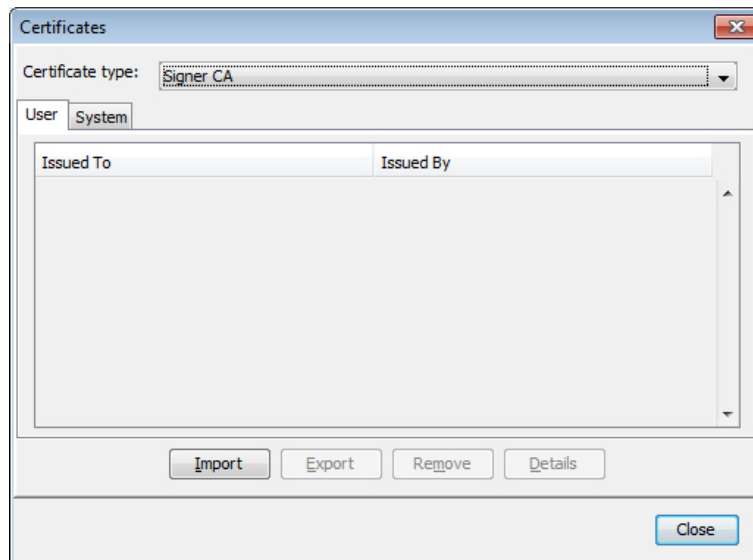 Certificates
Certificate type: Signer CA
User System
Issued To Issued By
Import Export Remove Details
Close